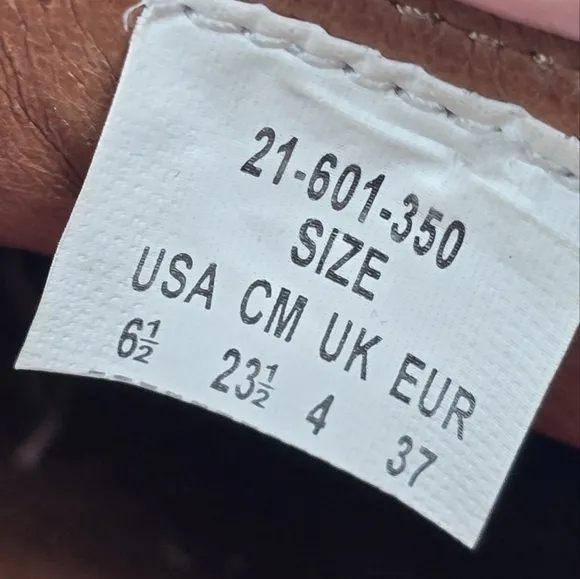 21-601-350
SIZE
USA CM UK EUR
6½ 23½ 4 37